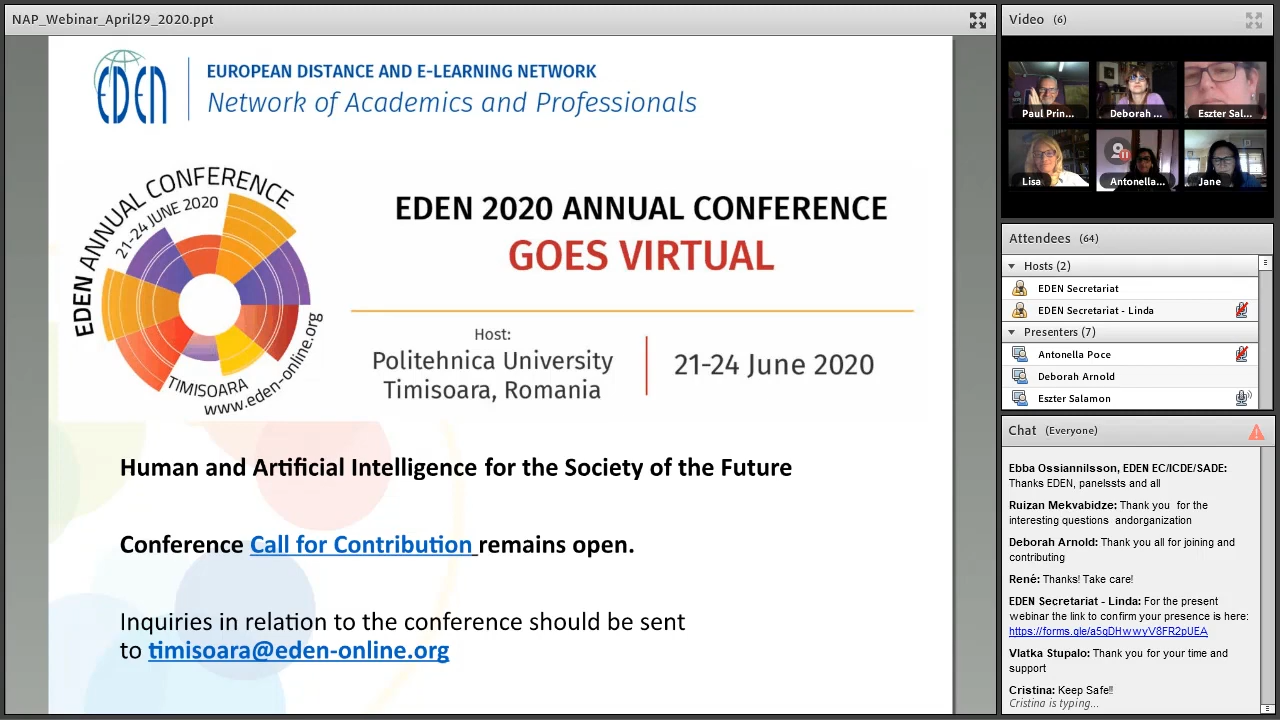 NAP_Webinar_April29_2020.ppt
EDEN
EUROPEAN DISTANCE AND E-LEARNING NETWORK
Network of Academics and Professionals
EDEN ANNUAL CONFERENCE
21-24 JUNE 2020
TIMISOARA
www.eden-online.org
EDEN 2020 ANNUAL CONFERENCE
GOES VIRTUAL
Host:
Politehnica University
Timisoara, Romania
21-24 June 2020
Human and Artificial Intelligence for the Society of the Future
Conference Call for Contribution remains open.
Inquiries in relation to the conference should be sent
to timisoara@eden-online.org
Video (6)
Paul Prin...
Deborah ...
Eszter Sal...
Lisa
Antonella...
Jane
Attendees (64)
Hosts (2)
EDEN Secretariat
EDEN Secretariat - Linda
Presenters (7)
Antonella Poce
Deborah Arnold
Eszter Salamon
Chat (Everyone)
Ebba Ossiannilsson, EDEN EC/ICDE/SADE:
Thanks EDEN, panelssts and all
Ruizan Mekvabidze: Thank you for the
interesting questions andorganization
Deborah Arnold: Thank you all for joining and
contributing
René: Thanks! Take care!
EDEN Secretariat - Linda: For the present
webinar the link to confirm your presence is here:
https://forms.gle/a5qDHwwyV8FR2pUEA
Vlatka Stupalo: Thank you for your time and
support
Cristina: Keep Safe!!
Cristina is typing...